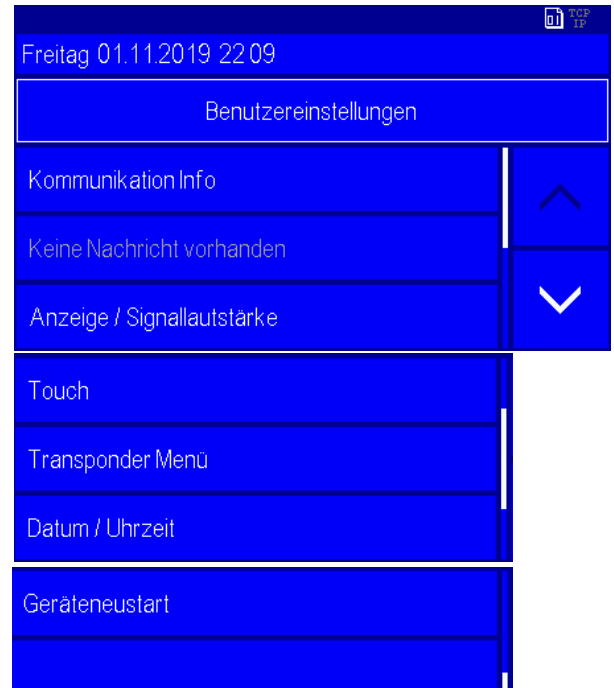 01 TCP
IP
Freitag 01.11.2019 22:09
Benutzereinstellungen
Kommunikation Info
Keine Nachricht vorhanden
Anzeige / Signallautstärke
Touch
Transponder Menü
Datum / Uhrzeit
Geräteneustart